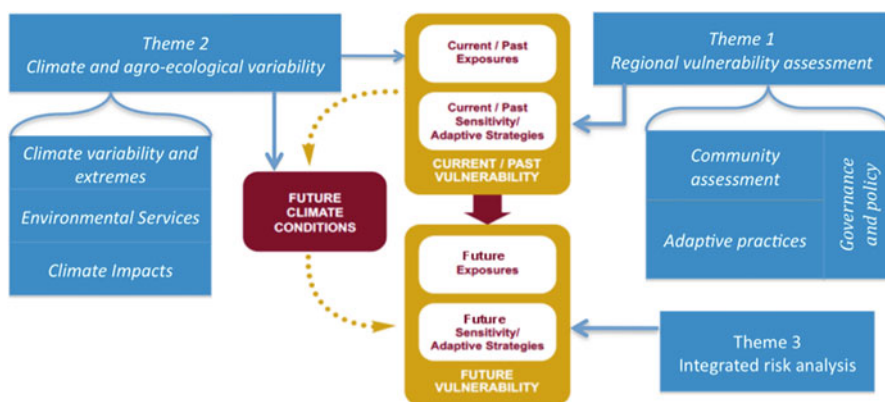 Theme 2
Climate and agro-ecological variability
Climate variability and
extremes
Environmental Services
Climate Impacts
Current / Past
Exposures
Current / Past
Sensitivity/
Adaptive Strategies
CURRENT / PAST
VULNERABILITY
FUTURE
CLIMATE
CONDITIONS
Future
Exposures
Future
Sensitivity/
Adaptive Strategies
FUTURE
VULNERABILITY
Theme 1
Regional vulnerability assessment
Community
assessment
Adaptive practices
Governance
and policy
Theme 3
Integrated risk analysis